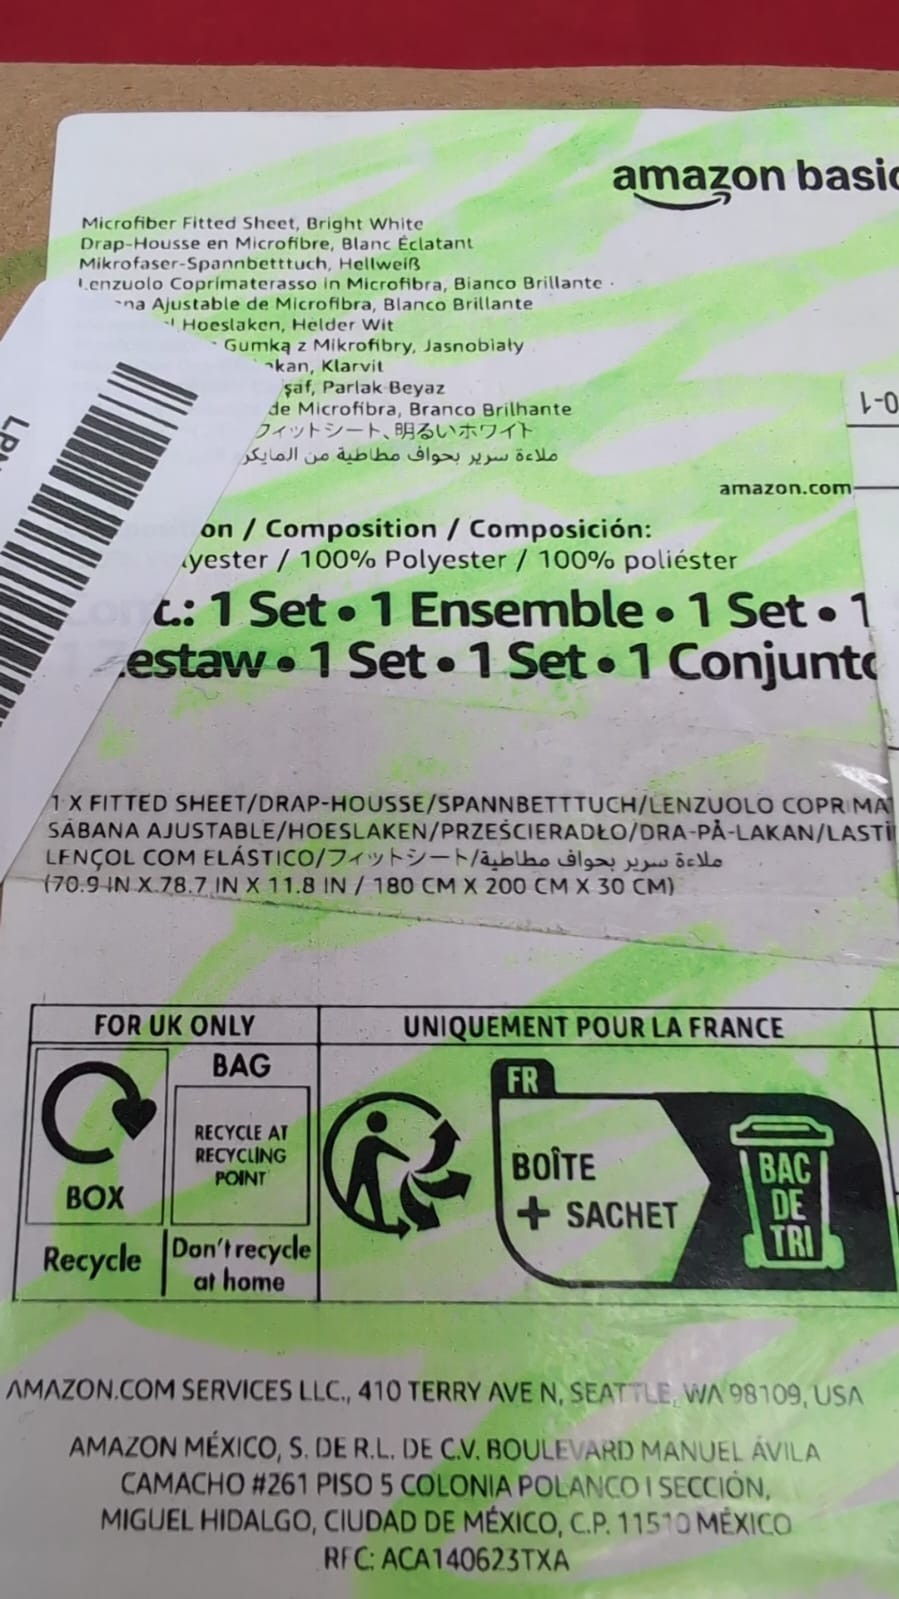 amazon basic
Microfiber Fitted Sheet, Bright White
Drap-Housse en Microfibre, Blanc Éclatant
Mikrofaser-Spannbetttuch, Hellweiß
Lenzuolo Coprimaterasso in Microfibra, Bianco Brillante
Ajustable de Microfibra, Blanco Brillante
Hoeslaken, Helder Wit
Gumką z Mikrofibry, Jasnobiały
kan, Klarvit
şaf, Parlak Beyaz
de Microfibra, Branco Brilhante
フィットシート、明るいホワイト
ملاءة سرير بحواف مطاطية من المايكر
amazon.com
on / Composition / Composición:
yester / 100% Polyester / 100% poliéster
t.: 1 Set • 1 Ensemble • 1 Set • 1
estaw • 1 Set • 1 Set • 1 Conjunto
1 X FITTED SHEET/DRAP-HOUSSE/SPANNBETTTUCH/LENZUOLO COPRIMA
SÁBANA AJUSTABLE/HOESLAKEN/PRZEŚCIERADŁO/DRA-PÅ-LAKAN/LASTİ
LENÇOL COM ELÁSTICO/フィットシート/ملاءة سرير بحواف مطاطية
(70.9 IN X 78.7 IN X 11.8 IN / 180 CM X 200 CM X 30 CM)
FOR UK ONLY
BOX
Recycle
BAG
RECYCLE AT
RECYCLING
POINT
Don't recycle
at home
UNIQUEMENT POUR LA FRANCE
FR
BOÎTE
+ SACHET
BAC
DE
TRI
AMAZON.COM SERVICES LLC., 410 TERRY AVE N, SEATTLE, WA 98109, USA
AMAZON MÉXICO, S. DE R.L. DE C.V. BOULEVARD MANUEL ÁVILA
CAMACHO #261 PISO 5 COLONIA POLANCO I SECCIÓN,
MIGUEL HIDALGO, CIUDAD DE MÉXICO, C.P. 11510 MÉXICO
RFC: ACA140623TXA